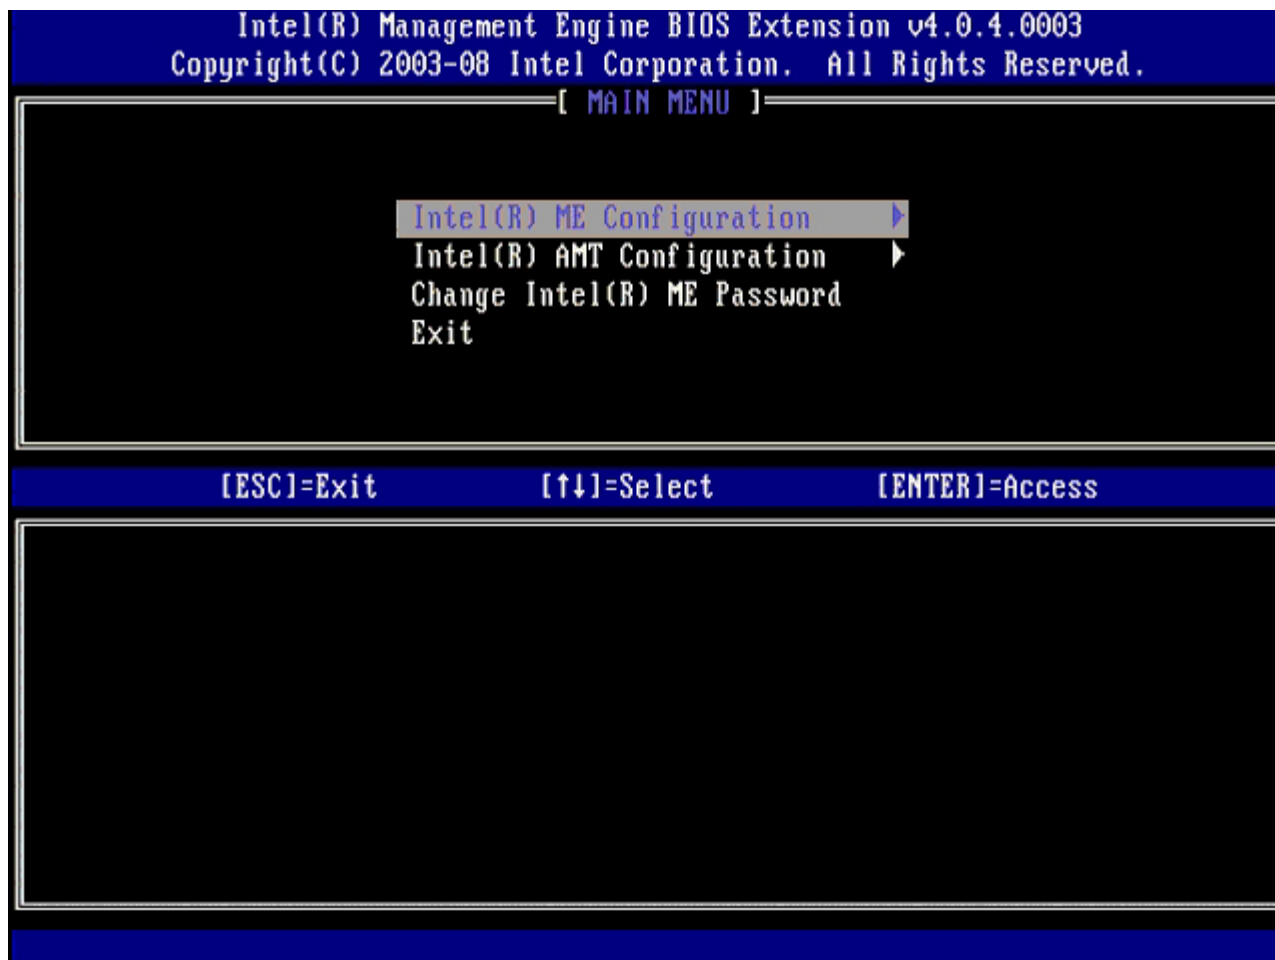 Intel(R) Management Engine BIOS Extension v4.0.4.0003
Copyright(C) 2003-08 Intel Corporation. All Rights Reserved.
[ MAIN MENU ]
Intel(R) ME Configuration ►
Intel(R) AMT Configuration ►
Change Intel(R) ME Password
Exit
[ESC]=Exit [↑↓]=Select [ENTER]=Access